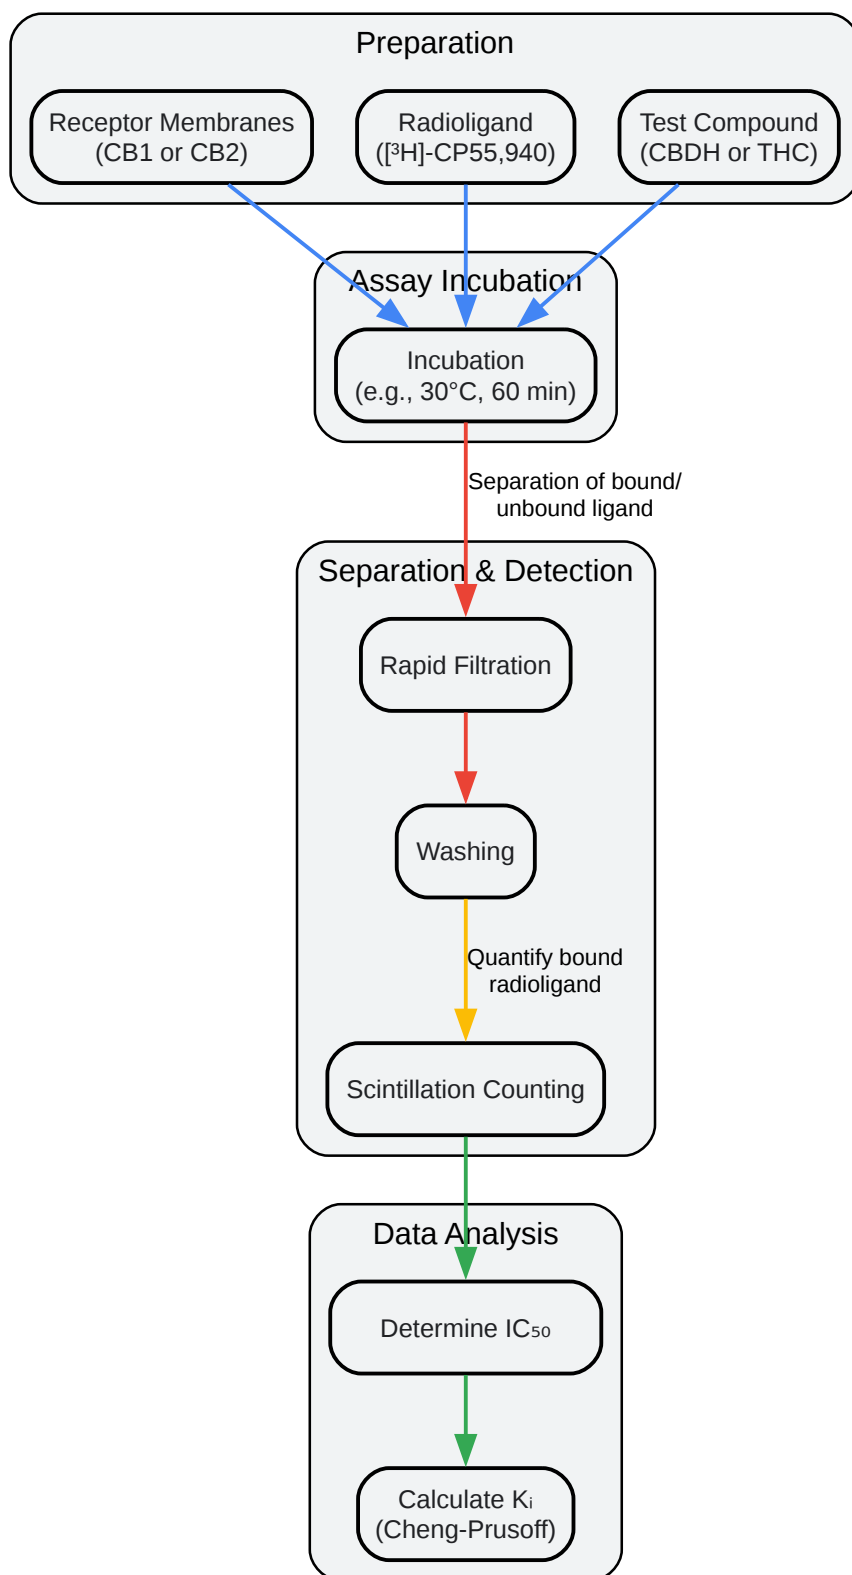 Preparation
Receptor Membranes
(CB1 or CB2)
Radioligand
([³H]-CP55,940)
Test Compound
(CBDH or THC)
Assay Incubation
Incubation
(e.g., 30°C, 60 min)
Separation of bound/
unbound ligand
Separation & Detection
Rapid Filtration
Washing
Quantify bound
radioligand
Scintillation Counting
Data Analysis
Determine IC₅₀
Calculate Kᵢ
(Cheng-Prusoff)